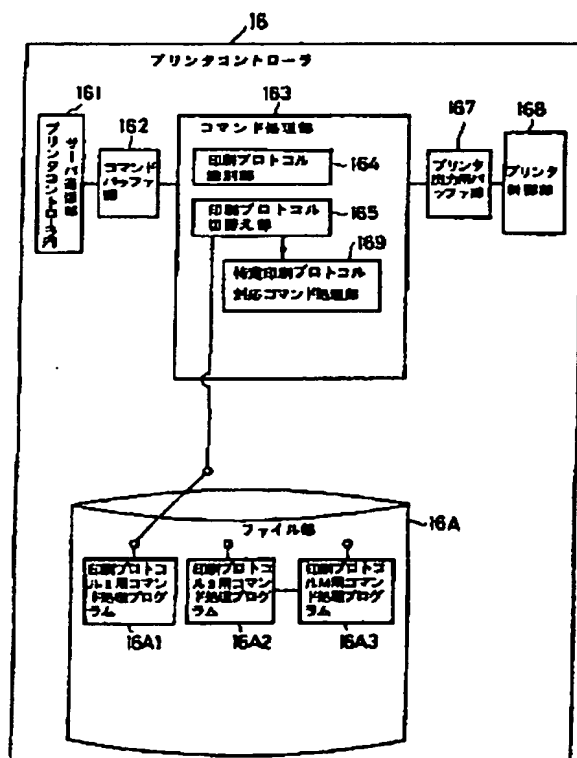 16
プリンタコントローラ
161
プリンタコントローラ内
サーバ通信部
162
コマンド
バッファ
部
163
コマンド処理部
印刷プロトコル
識別部
164
印刷プロトコル
切替え部
165
169
特定印刷プロトコル
対応コマンド処理部
167
プリンタ
出力用バ
ッファ部
168
プリンタ
制御部
ファイル部
16A
印刷プロトコ
ル1用コマン
ド処理プログ
ラム
16A1
印刷プロトコ
ル2用コマン
ド処理プログ
ラム
16A2
印刷プロトコ
ルM用コマン
ド処理プログ
ラム
16A3